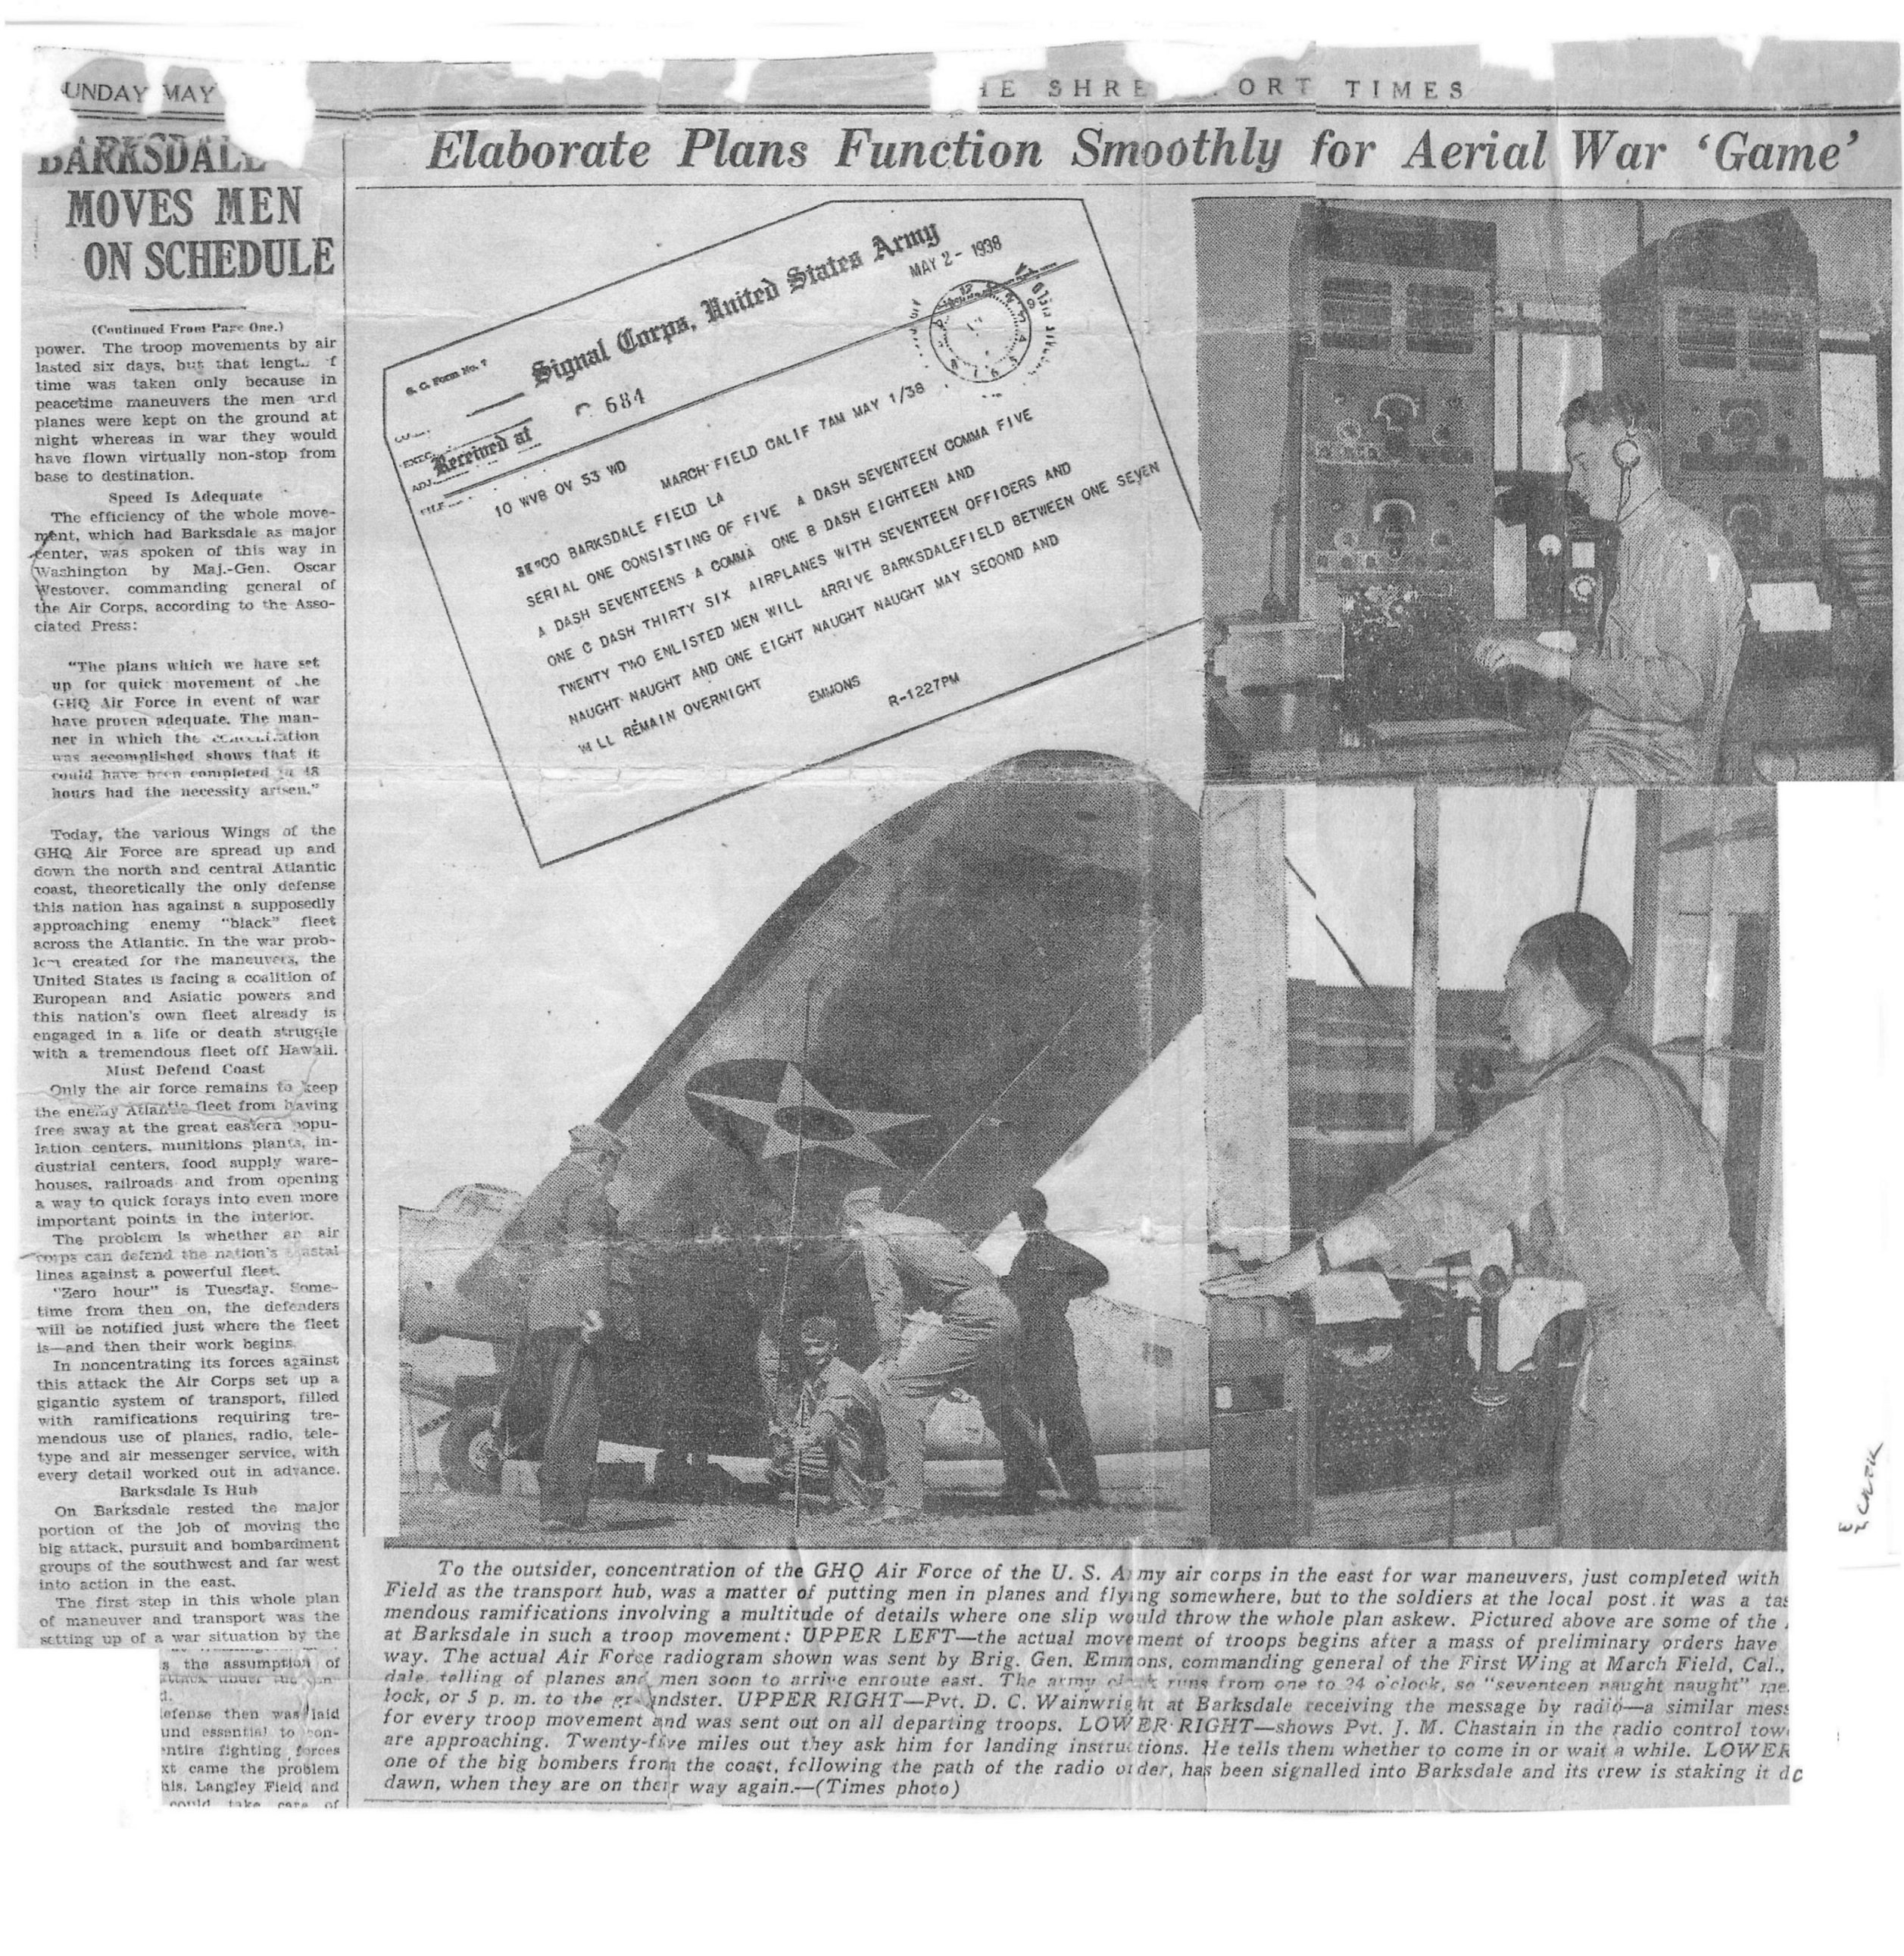 UNDAY MAY
THE SHRE ORT TIMES
BARKSDALE
MOVES MEN
ON SCHEDULE
(Continued From Page One.)
power. The troop movements by air
lasted six days, but that lengt f
time was taken only because in
peacetime maneuvers the men and
planes were kept on the ground at
night whereas in war they would
have flown virtually non-stop from
base to destination.
Speed Is Adequate
The efficiency of the whole move-
ment, which had Barksdale as major
center, was spoken of this way in
Washington by Maj.-Gen. Oscar
Westover, commanding general of
the Air Corps, according to the Asso-
ciated Press:
"The plans which we have set
up for quick movement of the
GHQ Air Force in event of war
have proven adequate. The man-
ner in which the concentration
was accomplished shows that it
could have been completed in 48
hours had the necessity arisen."
Today, the various Wings of the
GHQ Air Force are spread up and
down the north and central Atlantic
coast, theoretically the only defense
this nation has against a supposedly
approaching enemy "black" fleet
across the Atlantic. In the war prob-
lem created for the maneuvers, the
United States is facing a coalition of
European and Asiatic powers and
this nation's own fleet already is
engaged in a life or death struggle
with a tremendous fleet off Hawaii.
Must Defend Coast
Only the air force remains to keep
the enemy Atlantic fleet from having
free sway at the great eastern popu-
lation centers, munitions plants, in-
dustrial centers, food supply ware-
houses, railroads and from opening
a way to quick forays into even more
important points in the interior.
The problem is whether an air
corps can defend the nation's coastal
lines against a powerful fleet.
"Zero hour" is Tuesday. Some-
time from then on, the defenders
will be notified just where the fleet
is—and then their work begins.
In noncentrating its forces against
this attack the Air Corps set up a
gigantic system of transport, filled
with ramifications requiring tre-
mendous use of planes, radio, tele-
type and air messenger service, with
every detail worked out in advance.
Barksdale Is Hub
On Barksdale rested the major
portion of the job of moving the
big attack, pursuit and bombardment
groups of the southwest and far west
into action in the east.
The first step in this whole plan
of maneuver and transport was the
setting up of a war situation by the
s the assumption of
attack under the
d.
efense then was laid
und essential to con-
entire fighting forces
xt came the problem
his, Langley Field and
could take care of
Elaborate Plans Function Smoothly for Aerial War 'Game'
S. C. Form No. 7
Signal Corps, United States Army
MAY 2 - 1938
C 684
EXEC
Received at
ADJ
FILE
10 WVB OV 53 WD MARCH FIELD CALIF 7AM MAY 1/38
CO BARKSDALE FIELD LA
SERIAL ONE CONSISTING OF FIVE A DASH SEVENTEEN COMMA FIVE
A DASH SEVENTEENS A COMMA ONE B DASH EIGHTEEN AND
ONE C DASH THIRTY SIX AIRPLANES WITH SEVENTEEN OFFICERS AND
TWENTY TWO ENLISTED MEN WILL ARRIVE BARKSDALEFIELD BETWEEN ONE SEVEN
NAUGHT NAUGHT AND ONE EIGHT NAUGHT NAUGHT MAY SECOND AND
W LL REMAIN OVERNIGHT EMMONS R-1227PM
To the outsider, concentration of the GHQ Air Force of the U. S. Army air corps in the east for war maneuvers, just completed with
Field as the transport hub, was a matter of putting men in planes and flying somewhere, but to the soldiers at the local post it was a tas
mendous ramifications involving a multitude of details where one slip would throw the whole plan askew. Pictured above are some of the
at Barksdale in such a troop movement: UPPER LEFT—the actual movement of troops begins after a mass of preliminary orders have
way. The actual Air Force radiogram shown was sent by Brig. Gen. Emmons, commanding general of the First Wing at March Field, Cal.,
dale, telling of planes and men soon to arrive enroute east. The army clock runs from one to 24 o'clock, so "seventeen naught naught" me
lock, or 5 p. m. to the groundster. UPPER RIGHT—Pvt. D. C. Wainwright at Barksdale receiving the message by radio—a similar mess
for every troop movement and was sent out on all departing troops. LOWER RIGHT—shows Pvt. J. M. Chastain in the radio control tow
are approaching. Twenty-five miles out they ask him for landing instructions. He tells them whether to come in or wait a while. LOWER
one of the big bombers from the coast, following the path of the radio order, has been signalled into Barksdale and its crew is staking it do
dawn, when they are on their way again.—(Times photo)